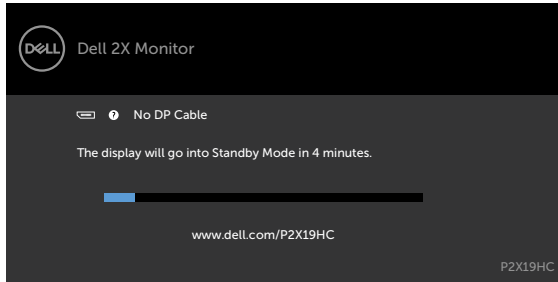 DELL
Dell 2X Monitor
? No DP Cable
The display will go into Standby Mode in 4 minutes.
www.dell.com/P2X19HC
P2X19HC